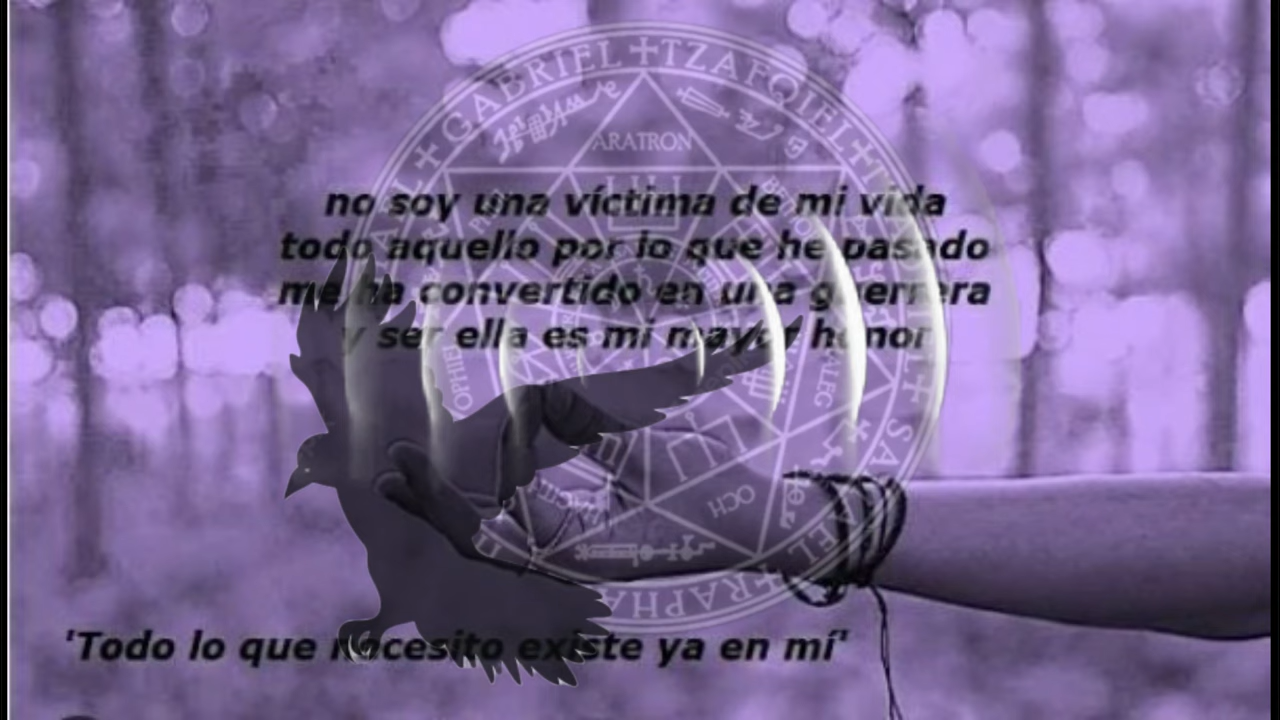 GABRIEL + TZAFQIEL +
ARATRON
no soy una víctima de mi vida
todo aquello por lo que he pasado
me ha convertido en una guerrera
y ser ella es mi mayor honor
OPHIEL
PHALEG
OCH
HAGITH
'Todo lo que necesito existe ya en mí'